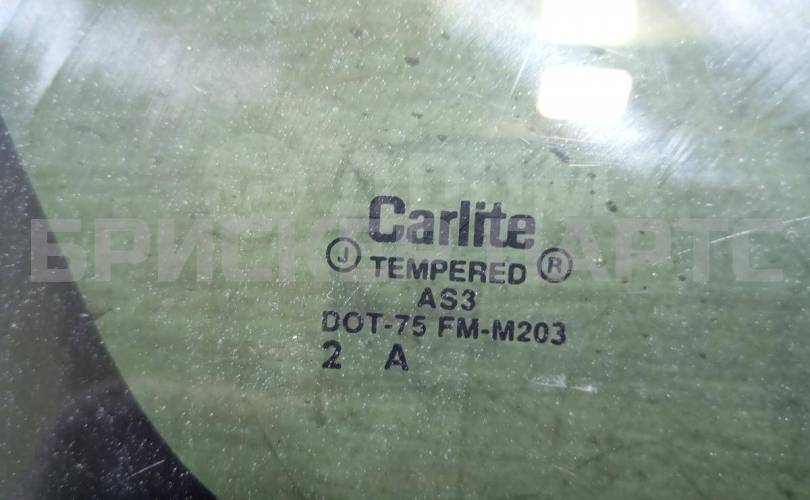 Carlite
J TEMPERED R
AS3
DOT-75 FM-M203
2 A